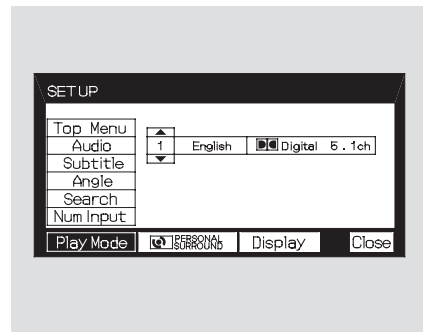 SETUP
Top Menu
Audio
1 English Digital 5.1ch
Subtitle
Angle
Search
Num Input
Play Mode PERSONAL SURROUND Display Close